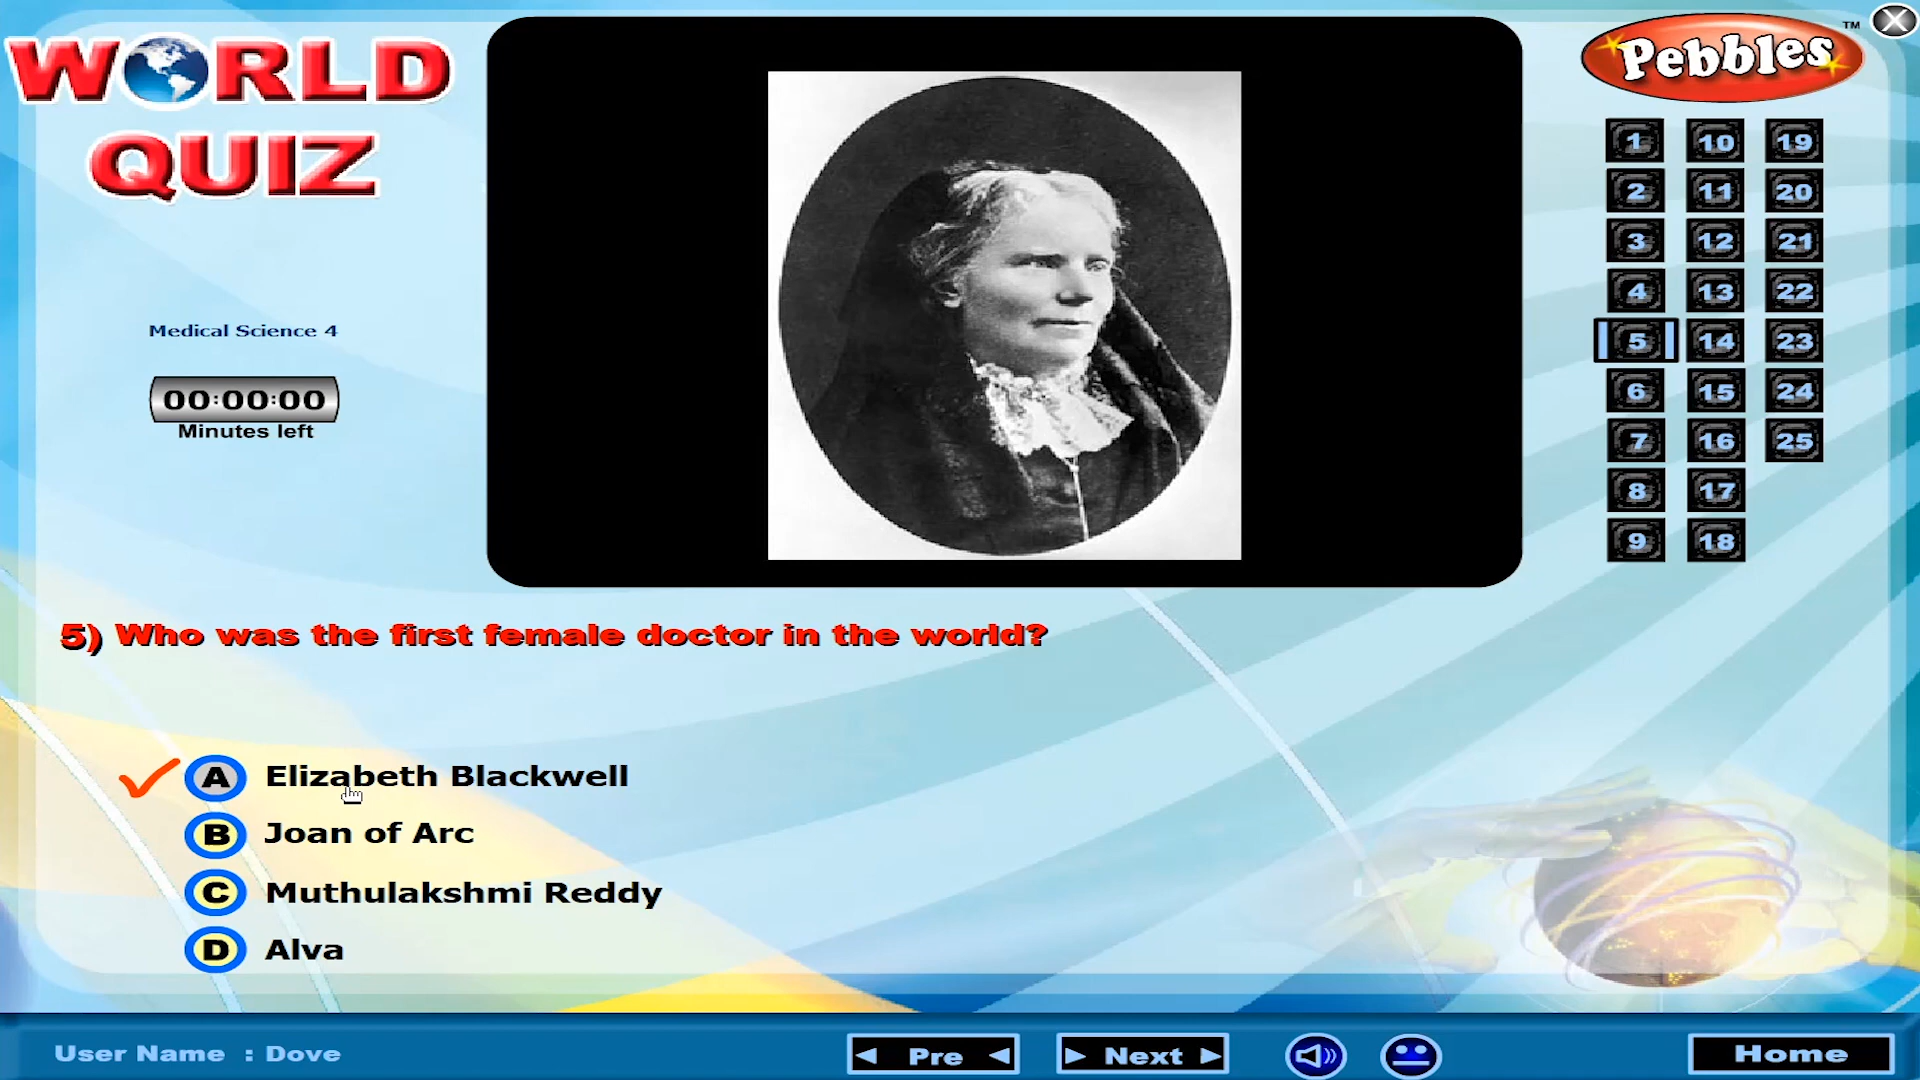 WORLD
QUIZ
Pebbles™
Medical Science 4
00:00:00
Minutes left
1 10 19
2 11 20
3 12 21
4 13 22
5 14 23
6 15 24
7 16 25
8 17
9 18
5) Who was the first female doctor in the world?
A Elizabeth Blackwell
B Joan of Arc
C Muthulakshmi Reddy
D Alva
User Name : Dove
Pre
Next
Home